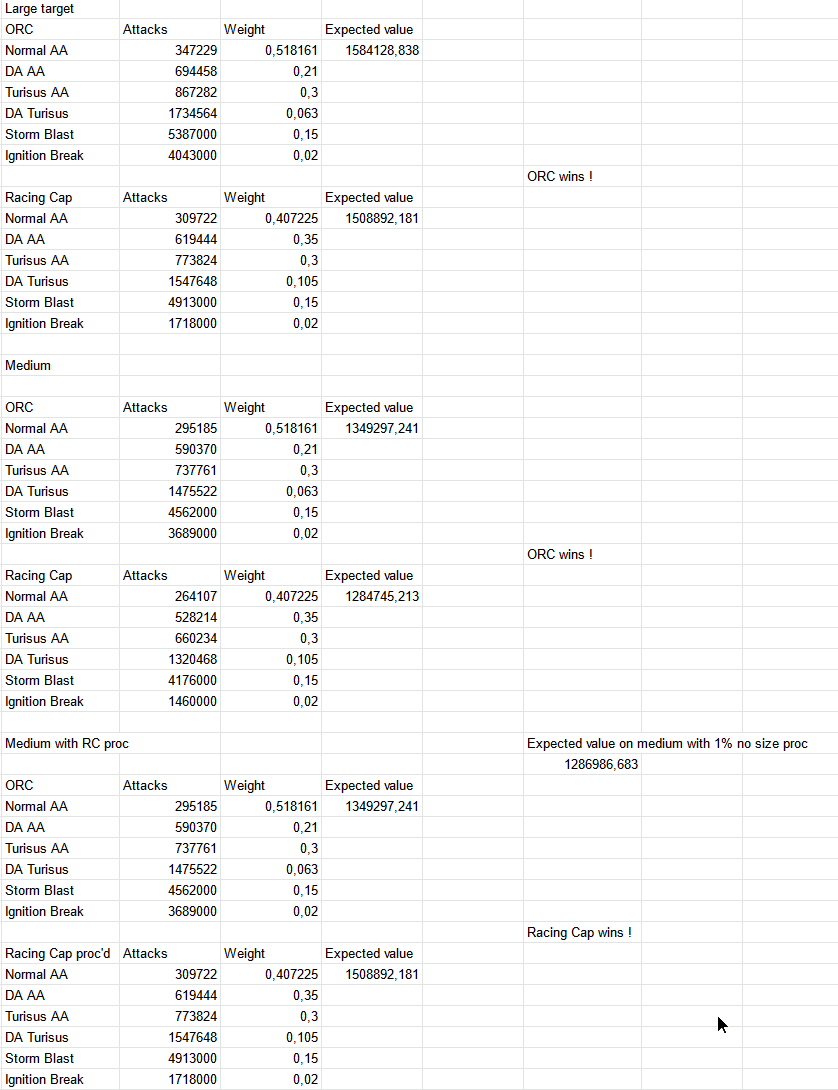 Large target
ORC Attacks Weight Expected value
Normal AA 347229 0,518161 1584128,838
DA AA 694458 0,21
Turisus AA 867282 0,3
DA Turisus 1734564 0,063
Storm Blast 5387000 0,15
Ignition Break 4043000 0,02
ORC wins !
Racing Cap Attacks Weight Expected value
Normal AA 309722 0,407225 1508892,181
DA AA 619444 0,35
Turisus AA 773824 0,3
DA Turisus 1547648 0,105
Storm Blast 4913000 0,15
Ignition Break 1718000 0,02
Medium
ORC Attacks Weight Expected value
Normal AA 295185 0,518161 1349297,241
DA AA 590370 0,21
Turisus AA 737761 0,3
DA Turisus 1475522 0,063
Storm Blast 4562000 0,15
Ignition Break 3689000 0,02
ORC wins !
Racing Cap Attacks Weight Expected value
Normal AA 264107 0,407225 1284745,213
DA AA 528214 0,35
Turisus AA 660234 0,3
DA Turisus 1320468 0,105
Storm Blast 4176000 0,15
Ignition Break 1460000 0,02
Medium with RC proc Expected value on medium with 1% no size proc
1286986,683
ORC Attacks Weight Expected value
Normal AA 295185 0,518161 1349297,241
DA AA 590370 0,21
Turisus AA 737761 0,3
DA Turisus 1475522 0,063
Storm Blast 4562000 0,15
Ignition Break 3689000 0,02
Racing Cap wins !
Racing Cap proc'd Attacks Weight Expected value
Normal AA 309722 0,407225 1508892,181
DA AA 619444 0,35
Turisus AA 773824 0,3
DA Turisus 1547648 0,105
Storm Blast 4913000 0,15
Ignition Break 1718000 0,02